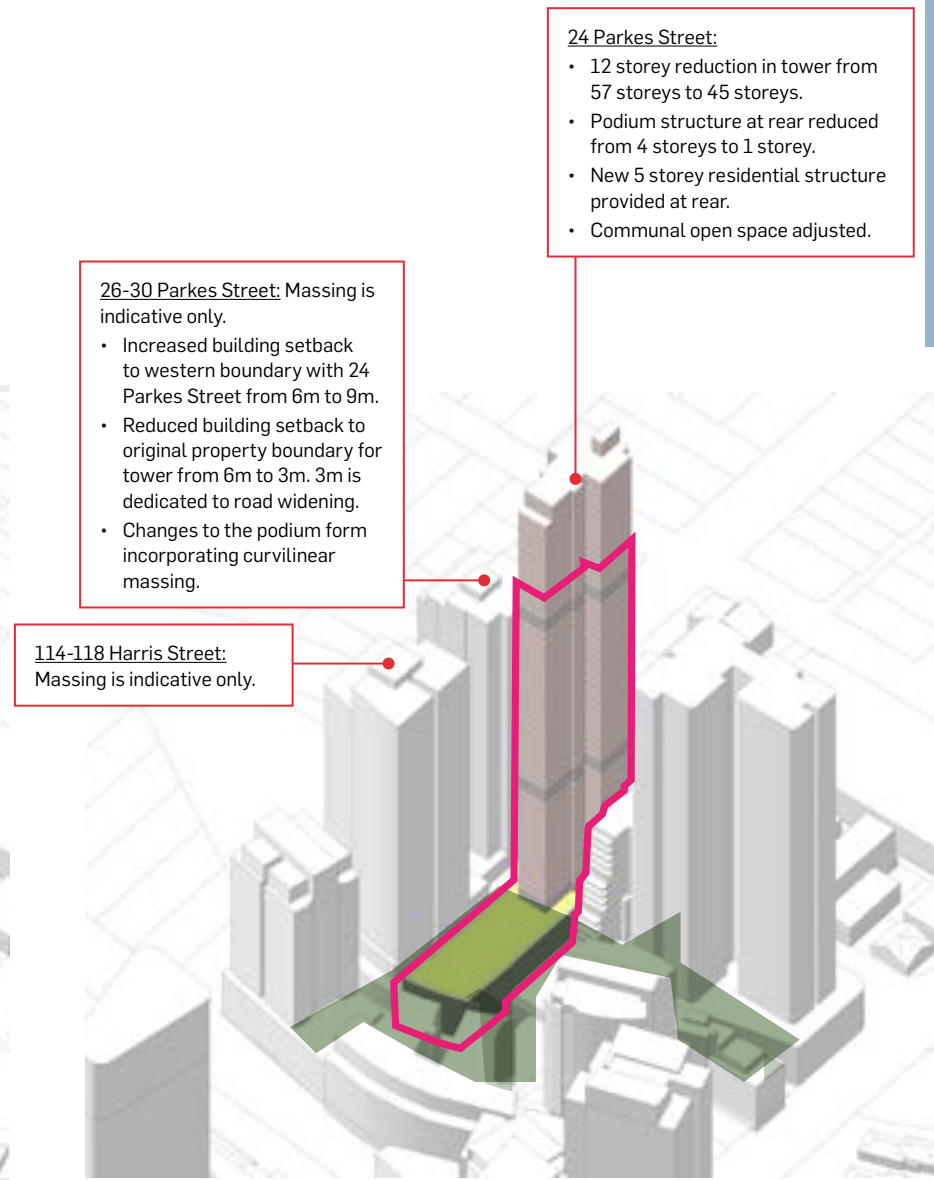 24 Parkes Street:
• 12 storey reduction in tower from
57 storeys to 45 storeys.
• Podium structure at rear reduced
from 4 storeys to 1 storey.
• New 5 storey residential structure
provided at rear.
• Communal open space adjusted.
26-30 Parkes Street: Massing is
indicative only.
• Increased building setback
to western boundary with 24
Parkes Street from 6m to 9m.
• Reduced building setback to
original property boundary for
tower from 6m to 3m. 3m is
dedicated to road widening.
• Changes to the podium form
incorporating curvilinear
massing.
114-118 Harris Street:
Massing is indicative only.